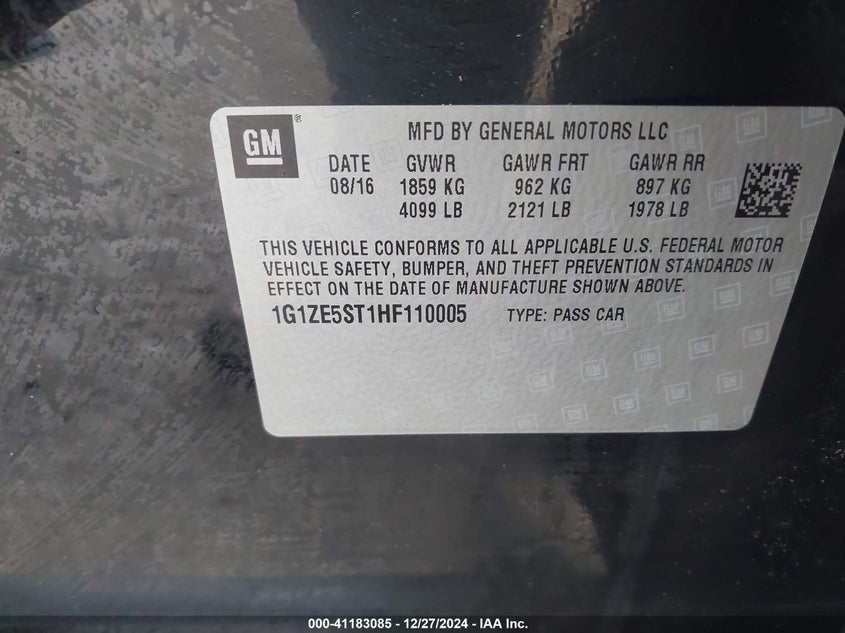 GM®
MFD BY GENERAL MOTORS LLC
DATE GVWR GAWR FRT GAWR RR
08/16 1859 KG 962 KG 897 KG
4099 LB 2121 LB 1978 LB
THIS VEHICLE CONFORMS TO ALL APPLICABLE U.S. FEDERAL MOTOR
VEHICLE SAFETY, BUMPER, AND THEFT PREVENTION STANDARDS IN
EFFECT ON THE DATE OF MANUFACTURE SHOWN ABOVE.
1G1ZE5ST1HF110005 TYPE: PASS CAR
000-41183085 - 12/27/2024 - IAA Inc.